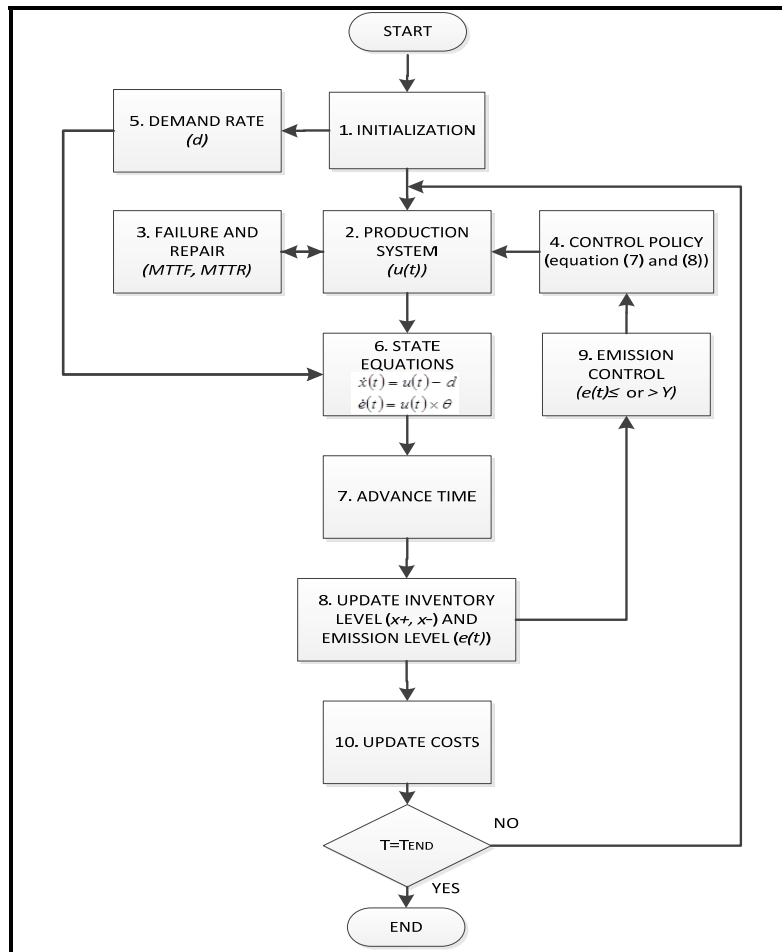 START
5. DEMAND RATE
(d)
1. INITIALIZATION
3. FAILURE AND
REPAIR
(MTTF, MTTR)
2. PRODUCTION
SYSTEM
(u(t))
4. CONTROL POLICY
(equation (7) and (8))
6. STATE
EQUATIONS
ẋ(t) = u(t) − d
ė(t) = u(t) × θ
9. EMISSION
CONTROL
(e(t)≤ or > Y)
7. ADVANCE TIME
8. UPDATE INVENTORY
LEVEL (x+, x-) AND
EMISSION LEVEL (e(t))
10. UPDATE COSTS
T=TEND
NO
YES
END